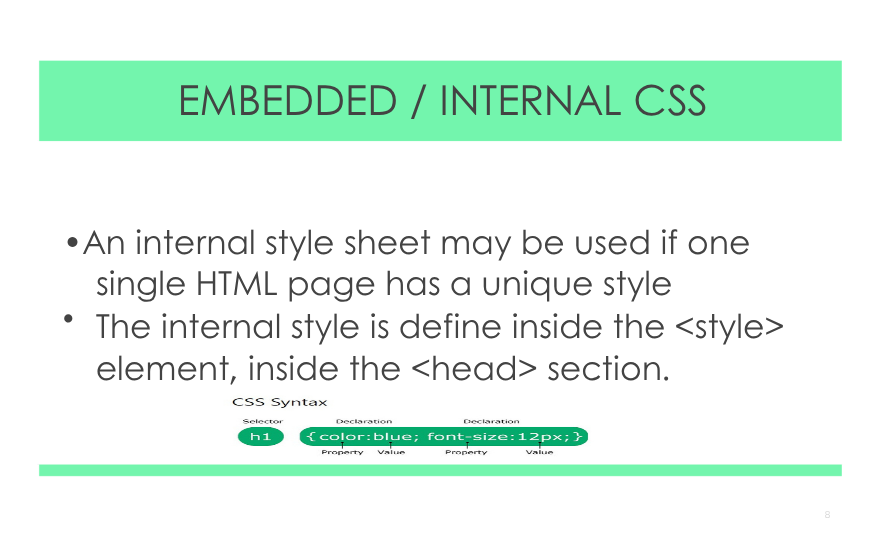 EMBEDDED / INTERNAL CSS
•An internal style sheet may be used if one
single HTML page has a unique style
• The internal style is define inside the <style>
element, inside the <head> section.
CSS Syntax
Selector Declaration Declaration
h1 {color:blue; font-size:12px;}
Property Value Property Value
8